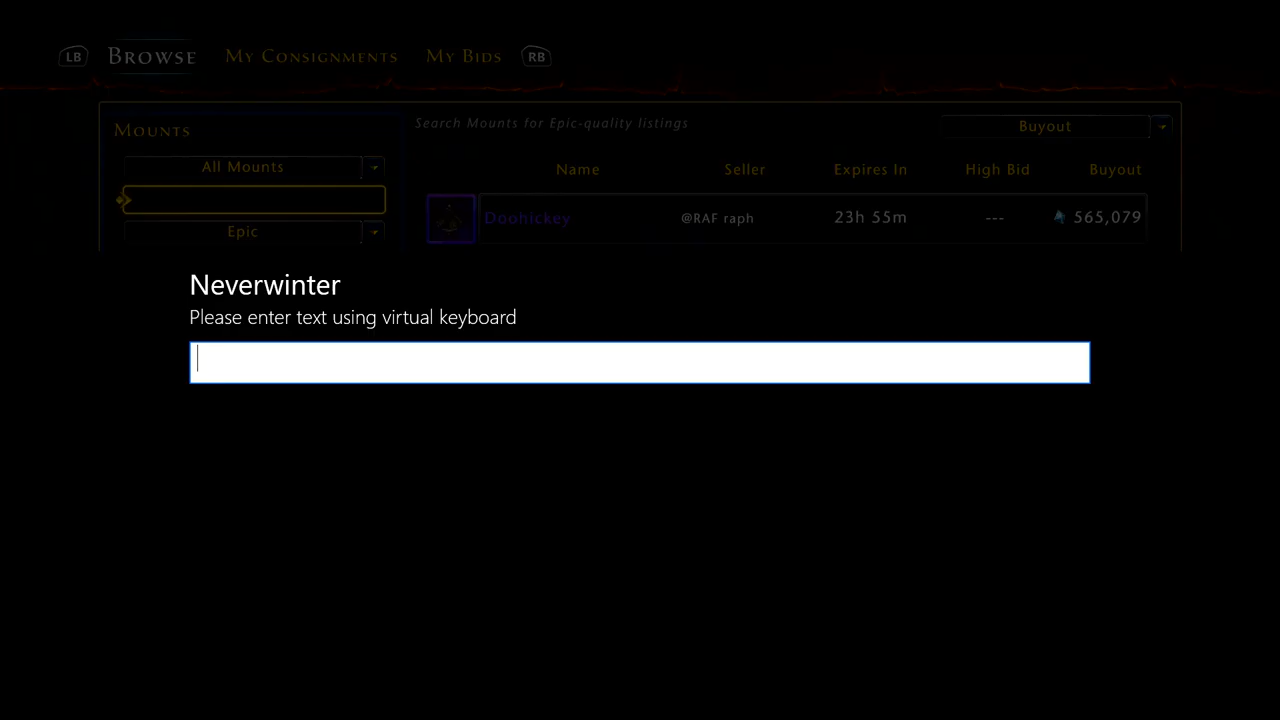 LB Browse My Consignments My Bids RB
Mounts
Search Mounts for Epic-quality listings
Buyout
All Mounts
Name Seller Expires In High Bid Buyout
Doohickey @RAF raph 23h 55m --- 565,079
Epic
Neverwinter
Please enter text using virtual keyboard